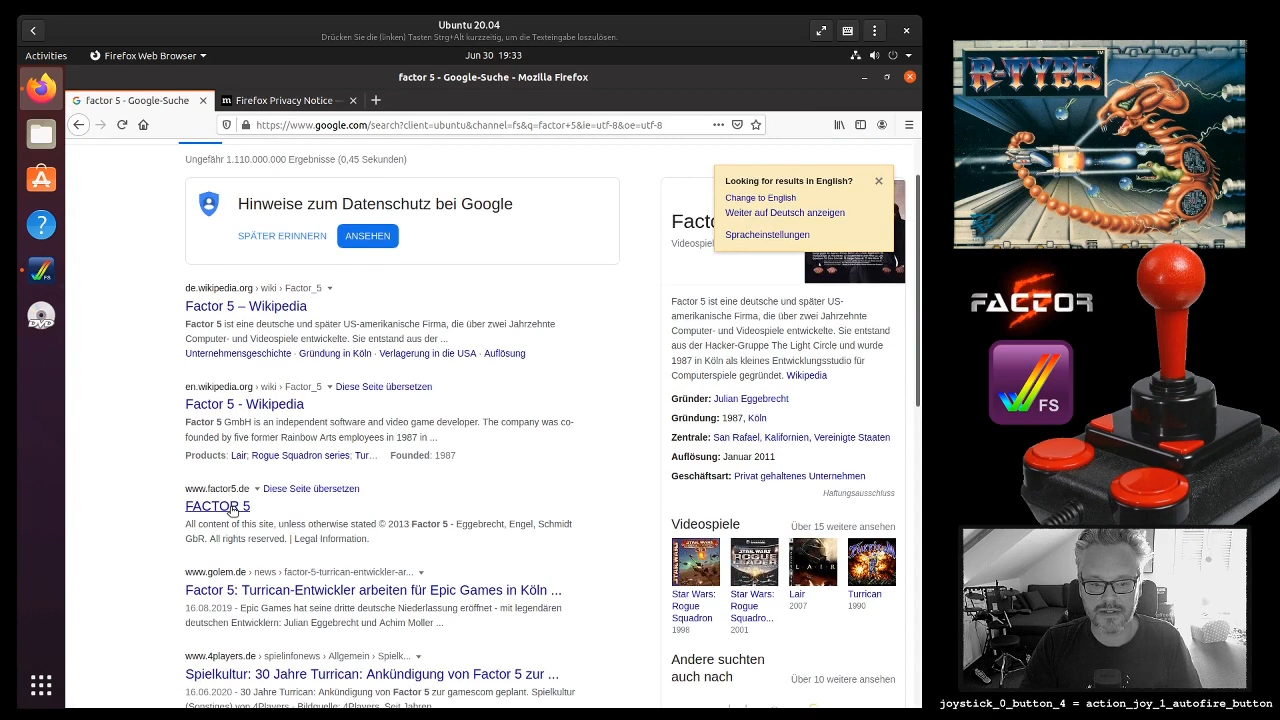 Ubuntu 20.04
Drücken Sie die (linken) Tasten Strg+Alt kurzzeitig, um die Texteingabe loszulösen.
Activities
Firefox Web Browser
Jun 30 19:33
factor 5 - Google-Suche - Mozilla Firefox
factor 5 - Google-Suche
Firefox Privacy Notice —
https://www.google.com/search?client=ubuntu&channel=fs&q=factor+5&ie=utf-8&oe=utf-8
Ungefähr 1.110.000.000 Ergebnisse (0,45 Sekunden)
Hinweise zum Datenschutz bei Google
SPÄTER ERINNERN
ANSEHEN
de.wikipedia.org › wiki › Factor_5
Factor 5 – Wikipedia
Factor 5 ist eine deutsche und später US-amerikanische Firma, die über zwei Jahrzehnte
Computer- und Videospiele entwickelte. Sie entstand aus der ...
Unternehmensgeschichte · Gründung in Köln · Verlagerung in die USA · Auflösung
en.wikipedia.org › wiki › Factor_5 Diese Seite übersetzen
Factor 5 - Wikipedia
Factor 5 GmbH is an independent software and video game developer. The company was co-
founded by five former Rainbow Arts employees in 1987 in ...
Products: Lair; Rogue Squadron series; Tur… Founded: 1987
www.factor5.de Diese Seite übersetzen
FACTOR 5
All content of this site, unless otherwise stated © 2013 Factor 5 - Eggebrecht, Engel, Schmidt
GbR. All rights reserved. | Legal Information.
www.golem.de › news › factor-5-turrican-entwickler-ar...
Factor 5: Turrican-Entwickler arbeiten für Epic Games in Köln ...
16.08.2019 - Epic Games hat seine dritte deutsche Niederlassung eröffnet - mit legendären
deutschen Entwicklern: Julian Eggebrecht und Achim Moller ...
www.4players.de › spielinfonews › Allgemein › Spielk...
Spielkultur: 30 Jahre Turrican: Ankündigung von Factor 5 zur ...
16.06.2020 - 30 Jahre Turrican: Ankündigung von Factor 5 zur gamescom geplant. Spielkultur
(Sonstiges) von 4Players - Bildquelle: 4Players. Seit Jahren
Looking for results in English?
Change to English
Weiter auf Deutsch anzeigen
Spracheinstellungen
Facto
Videospiel
Factor 5 ist eine deutsche und später US-
amerikanische Firma, die über zwei Jahrzehnte
Computer- und Videospiele entwickelte. Sie entstand
aus der Hacker-Gruppe The Light Circle und wurde
1987 in Köln als kleines Entwicklungsstudio für
Computerspiele gegründet. Wikipedia
Gründer: Julian Eggebrecht
Gründung: 1987, Köln
Zentrale: San Rafael, Kalifornien, Vereinigte Staaten
Auflösung: Januar 2011
Geschäftsart: Privat gehaltenes Unternehmen
Haftungsausschluss
Videospiele
Über 15 weitere ansehen
Star Wars: Rogue Squadron 1998
Star Wars: Rogue Squadro... 2001
Lair 2007
Turrican 1990
Andere suchten
auch nach
Über 10 weitere ansehen
R-TYPE
FACTOR 5
FS
joystick_0_button_4 = action_joy_1_autofire_button